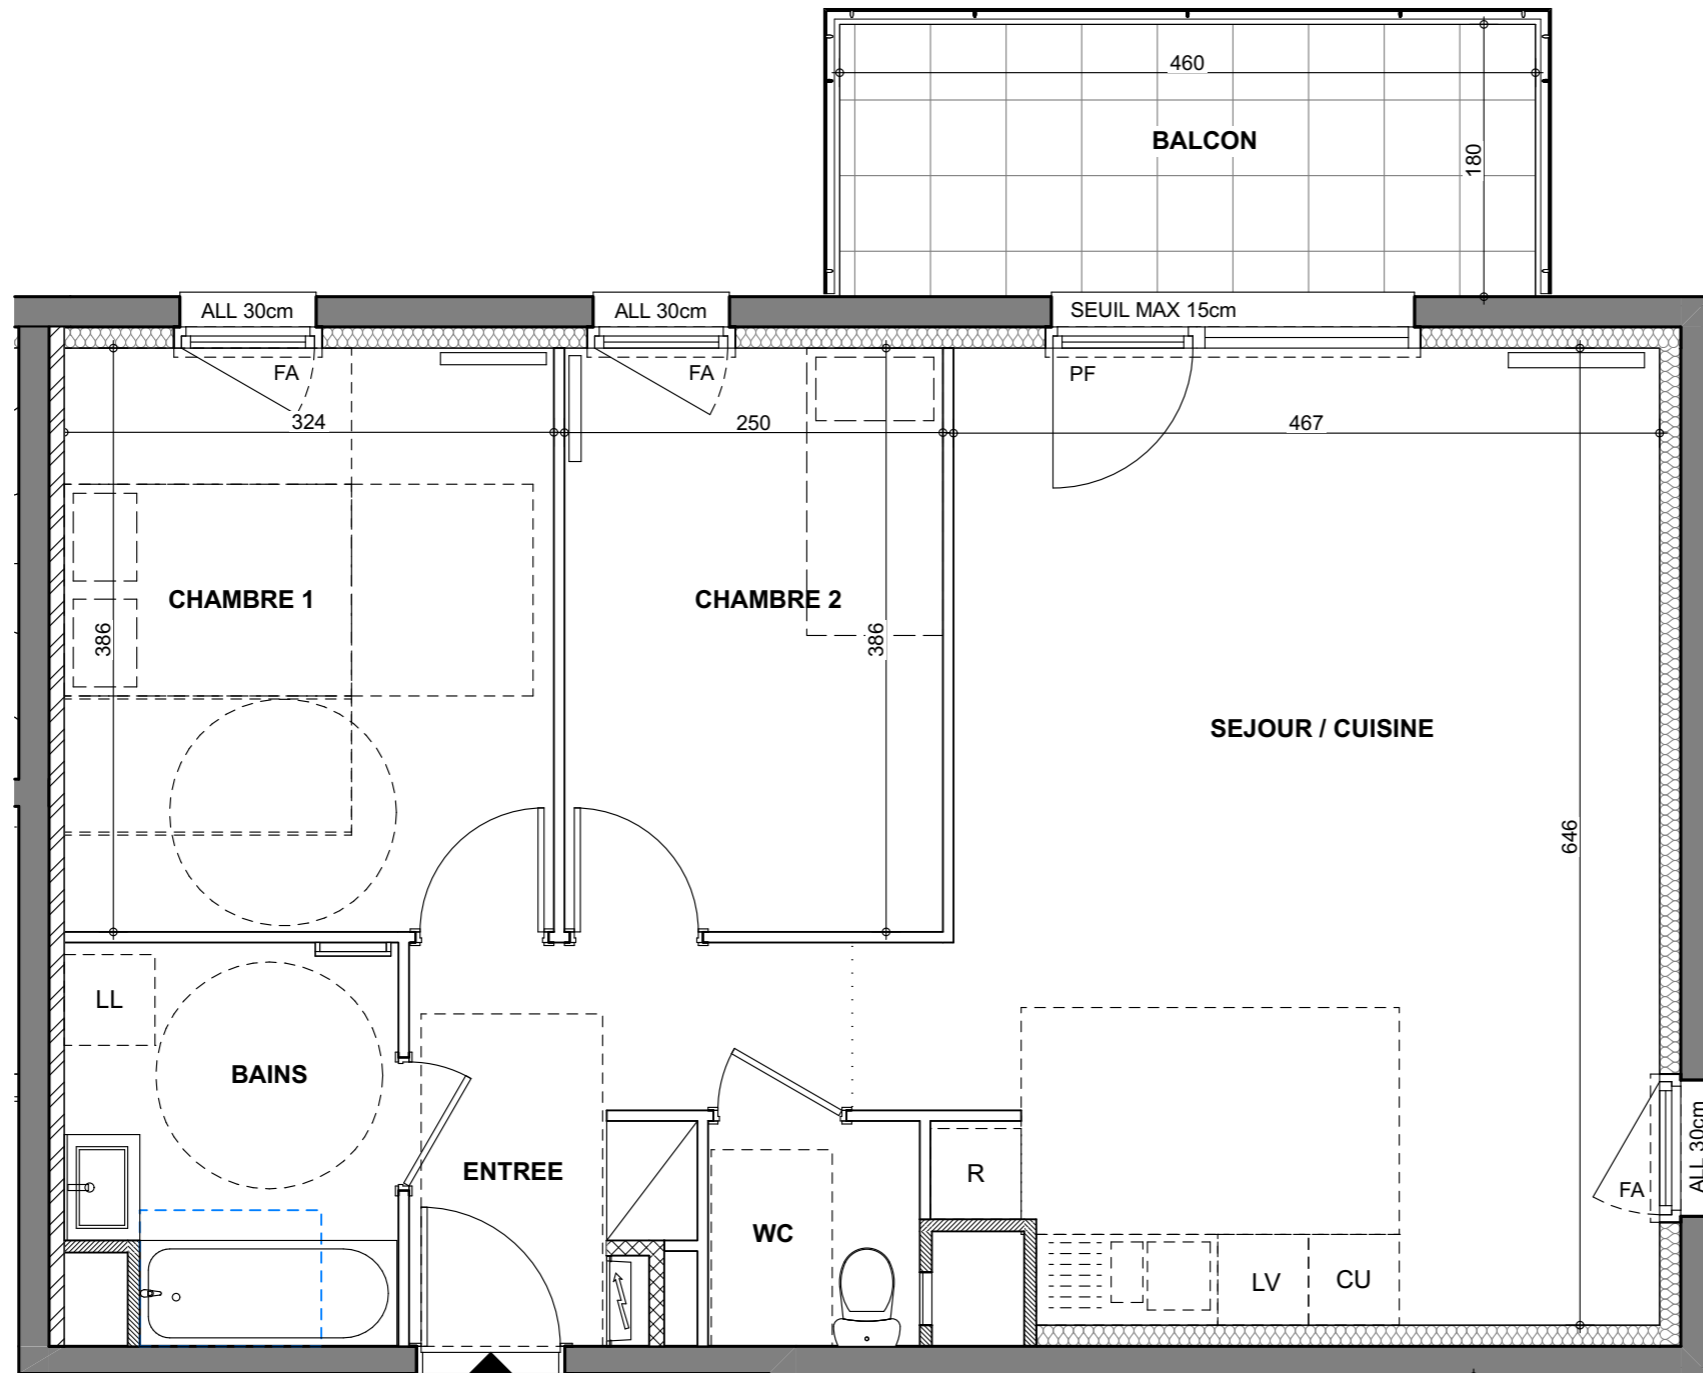 460
BALCON
180
ALL 30cm
ALL 30cm
SEUIL MAX 15cm
FA
FA
PF
324
250
467
CHAMBRE 1
CHAMBRE 2
386
386
SEJOUR / CUISINE
646
LL
BAINS
ENTREE
R
WC
FA
ALL 30cm
LV
CU